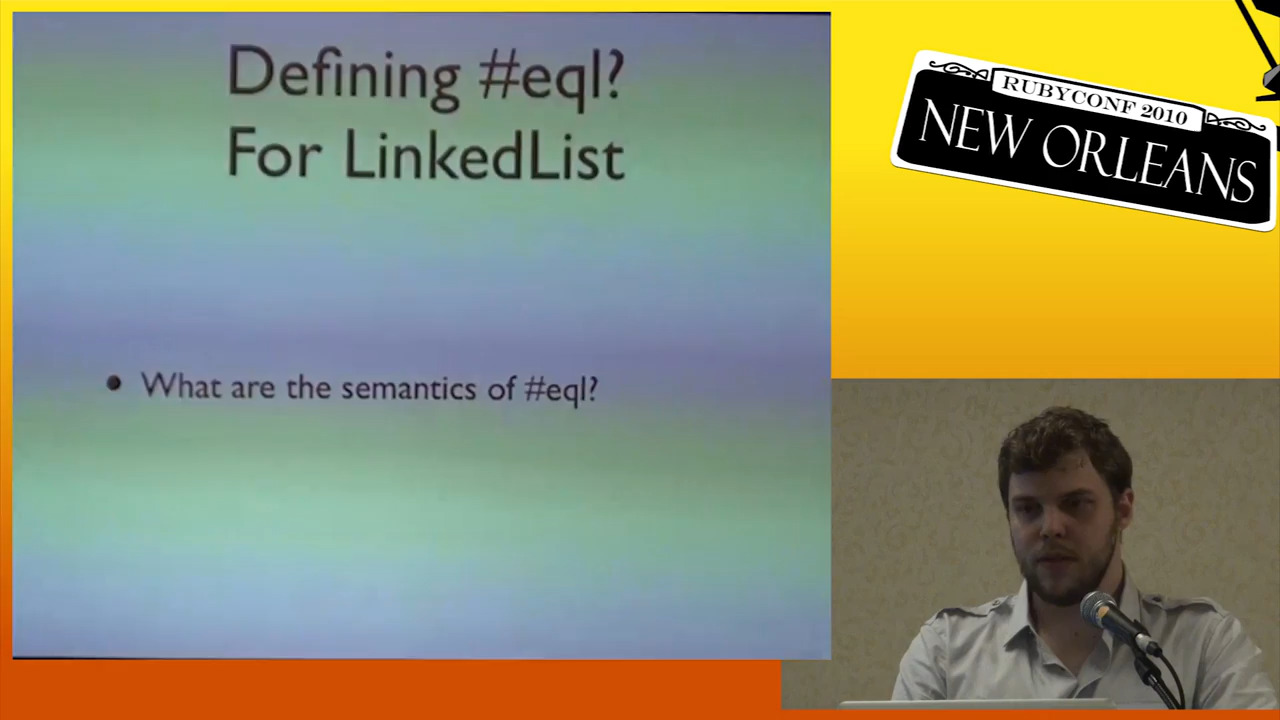 Defining #eql?
For LinkedList
What are the semantics of #eql?
RUBYCONF 2010
NEW ORLEANS